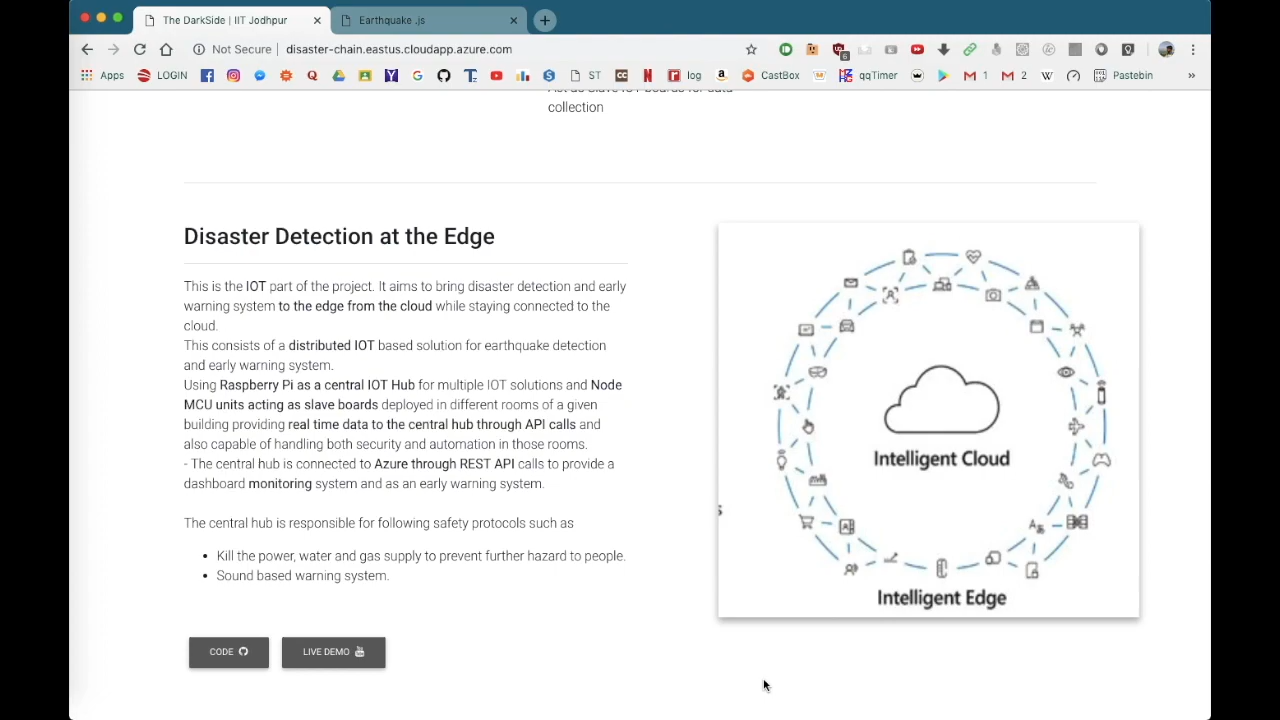 The DarkSide | IIT Jodhpur
Earthquake .js
Not Secure
disaster-chain.eastus.cloudapp.azure.com
6
Apps
LOGIN
ST
log
CastBox
qqTimer
1
2
Pastebin
collection
Disaster Detection at the Edge
This is the IOT part of the project. It aims to bring disaster detection and early
warning system to the edge from the cloud while staying connected to the
cloud.
This consists of a distributed IOT based solution for earthquake detection
and early warning system.
Using Raspberry Pi as a central IOT Hub for multiple IOT solutions and Node
MCU units acting as slave boards deployed in different rooms of a given
building providing real time data to the central hub through API calls and
also capable of handling both security and automation in those rooms.
- The central hub is connected to Azure through REST API calls to provide a
dashboard monitoring system and as an early warning system.
The central hub is responsible for following safety protocols such as
• Kill the power, water and gas supply to prevent further hazard to people.
• Sound based warning system.
CODE
LIVE DEMO
Intelligent Cloud
Intelligent Edge
s